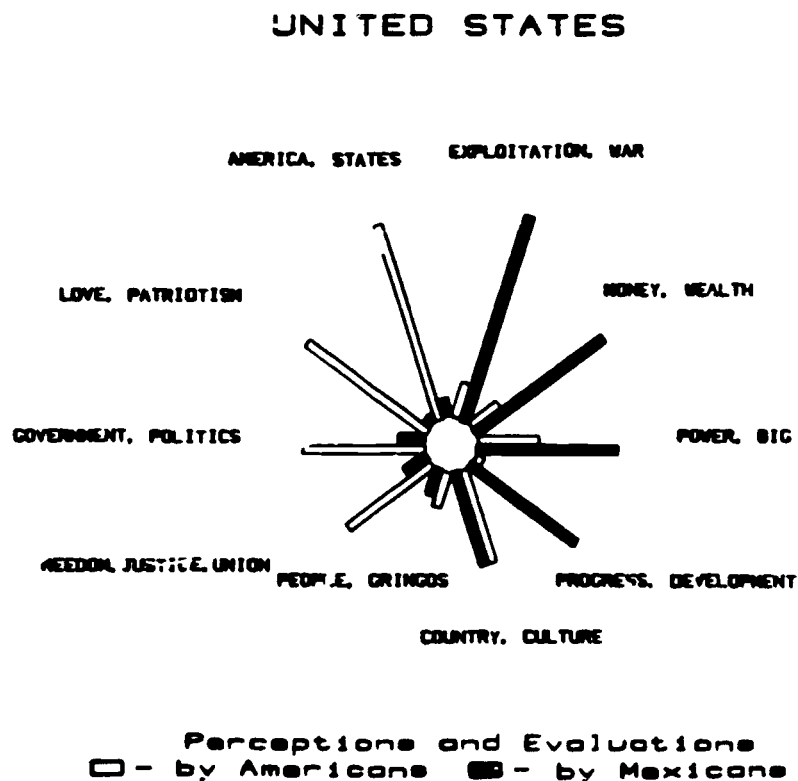 UNITED STATES
AMERICA, STATES
EXPLOITATION, WAR
LOVE, PATRIOTISM
MONEY, WEALTH
GOVERNMENT, POLITICS
POWER, BIG
REEDOM, JUSTICE, UNION
PEOPLE, GRINGOS
PROGRESS, DEVELOPMENT
COUNTRY, CULTURE
Perceptions and Evaluations
- by Americans - by Mexicans